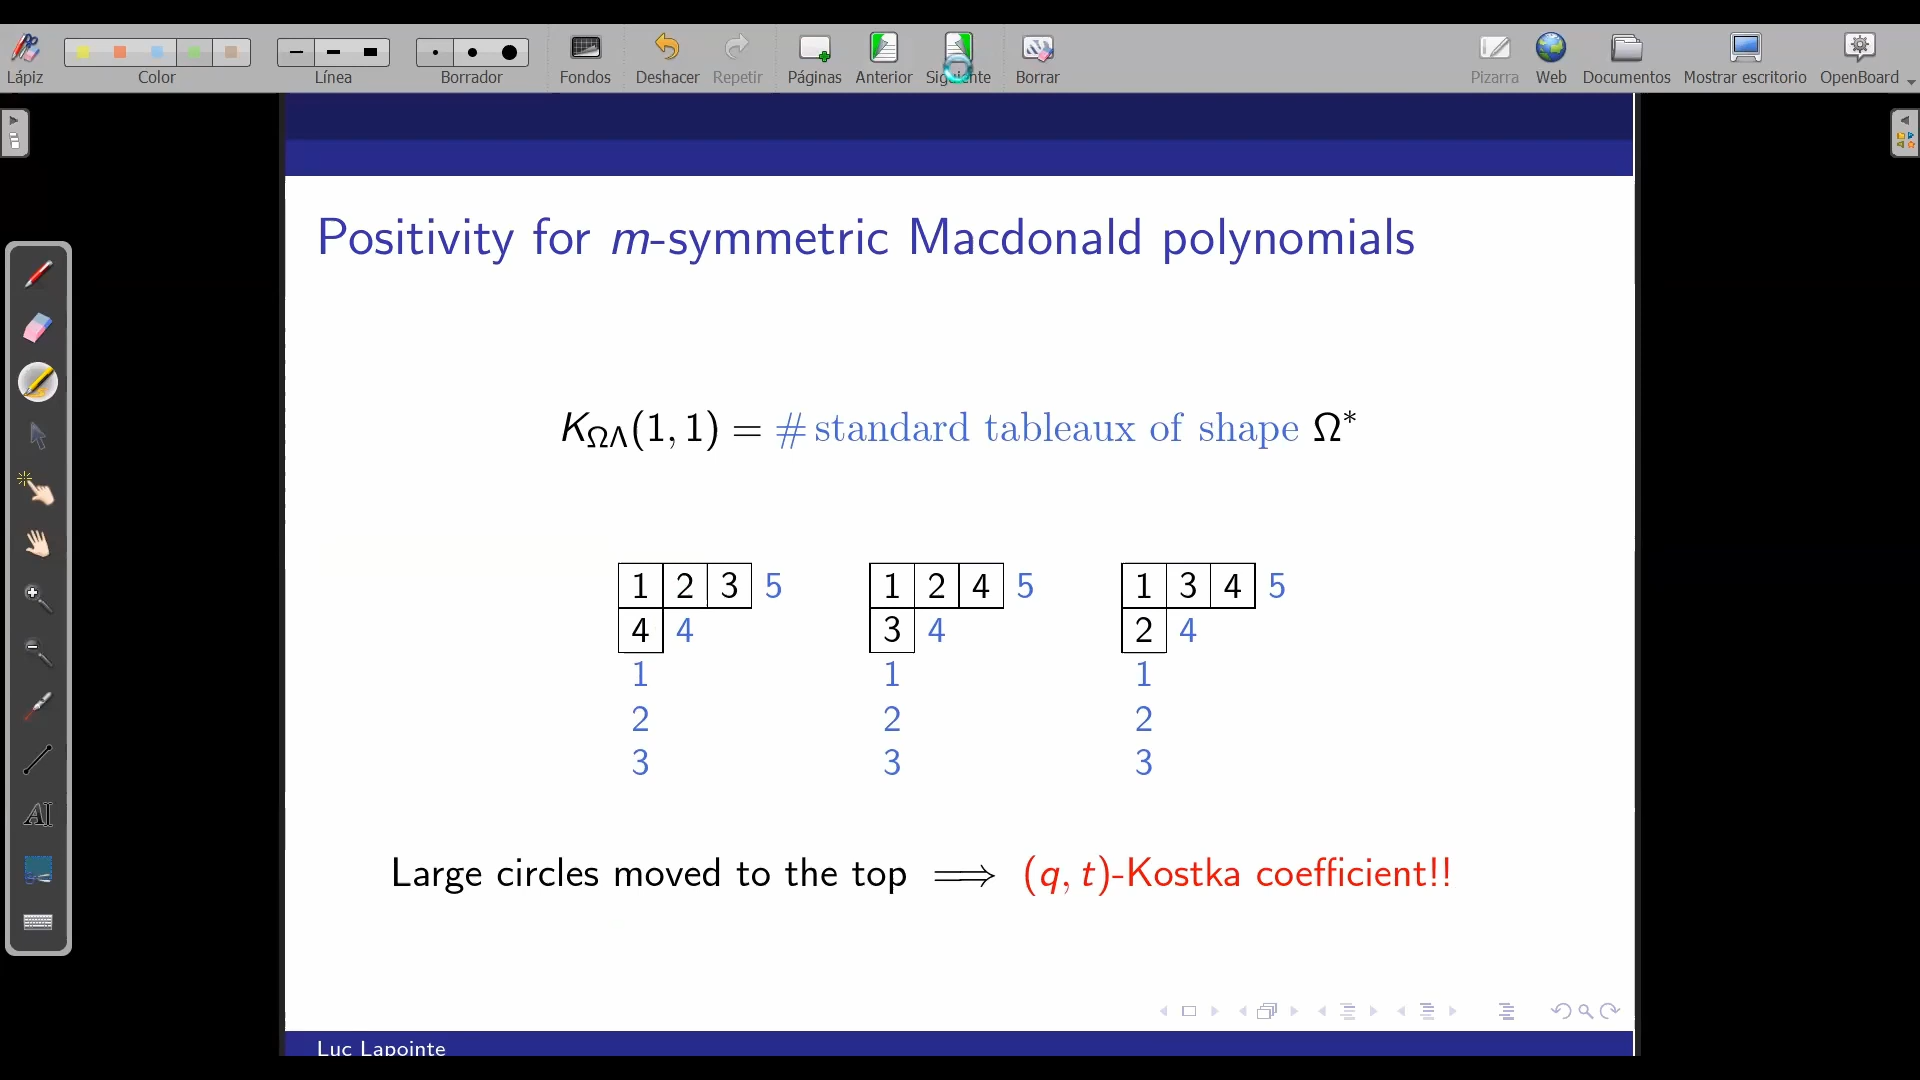 Lápiz Color Línea Borrador Fondos Deshacer Repetir Páginas Anterior Siguiente Borrar Pizarra Web Documentos Mostrar escritorio OpenBoard
Positivity for m-symmetric Macdonald polynomials
K_{ΩΛ}(1, 1) = # standard tableaux of shape Ω*
1 2 3 5 1 2 4 5 1 3 4 5
4 4 3 4 2 4
1 1 1
2 2 2
3 3 3
Large circles moved to the top ⟹ (q, t)-Kostka coefficient!!
Luc Lapointe